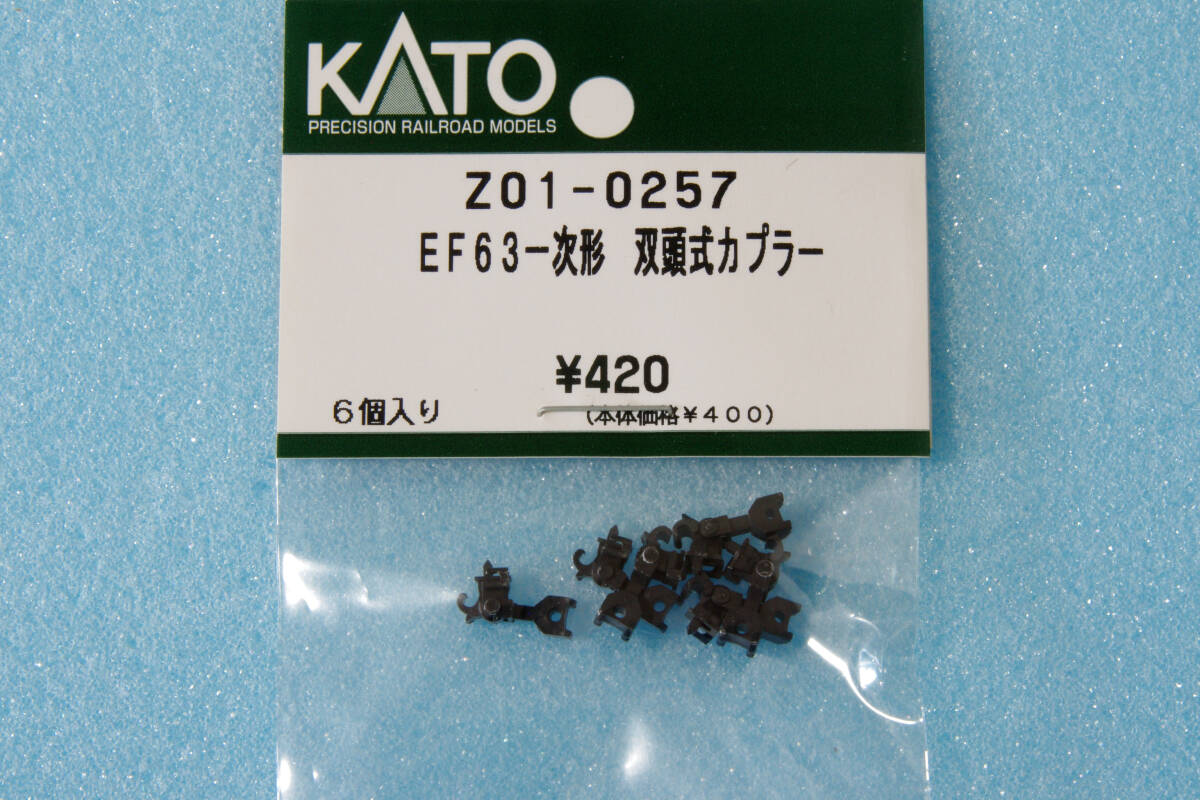 KATO
PRECISION RAILROAD MODELS
Z01-0257
EF63一次形 双頭式カプラー
¥420
6個入り (本体価格¥400)